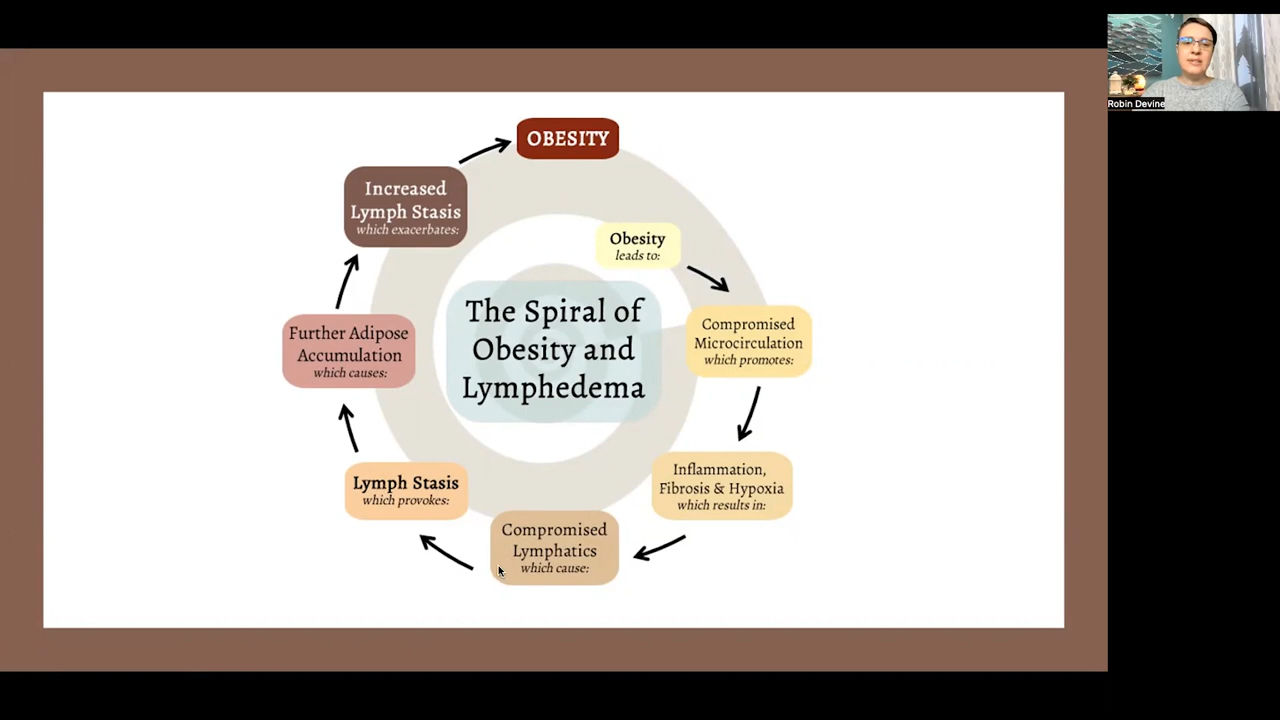 OBESITY
Increased
Lymph Stasis
which exacerbates:
Obesity
leads to:
The Spiral of
Obesity and
Lymphedema
Compromised
Microcirculation
which promotes:
Further Adipose
Accumulation
which causes:
Inflammation,
Fibrosis & Hypoxia
which results in:
Lymph Stasis
which provokes:
Compromised
Lymphatics
which cause:
Robin Devine